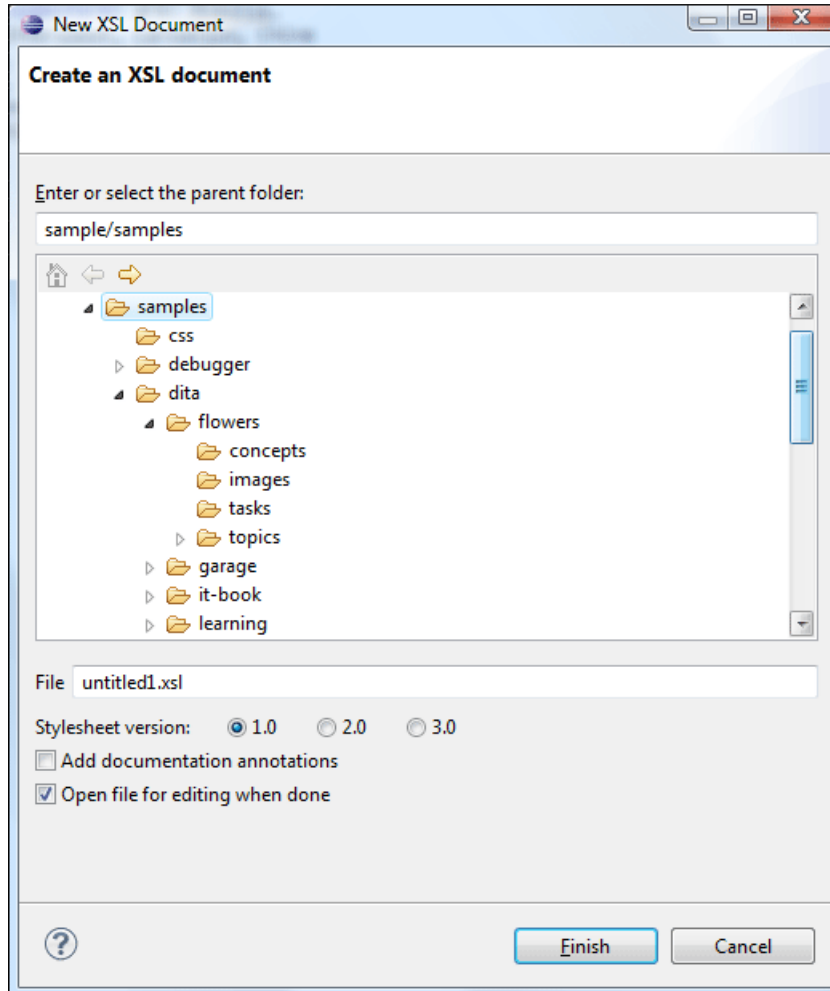 New XSL Document
Create an XSL document
Enter or select the parent folder:
sample/samples
samples
css
debugger
dita
flowers
concepts
images
tasks
topics
garage
it-book
learning
File untitled1.xsl
Stylesheet version: 1.0 2.0 3.0
Add documentation annotations
Open file for editing when done
? Finish Cancel